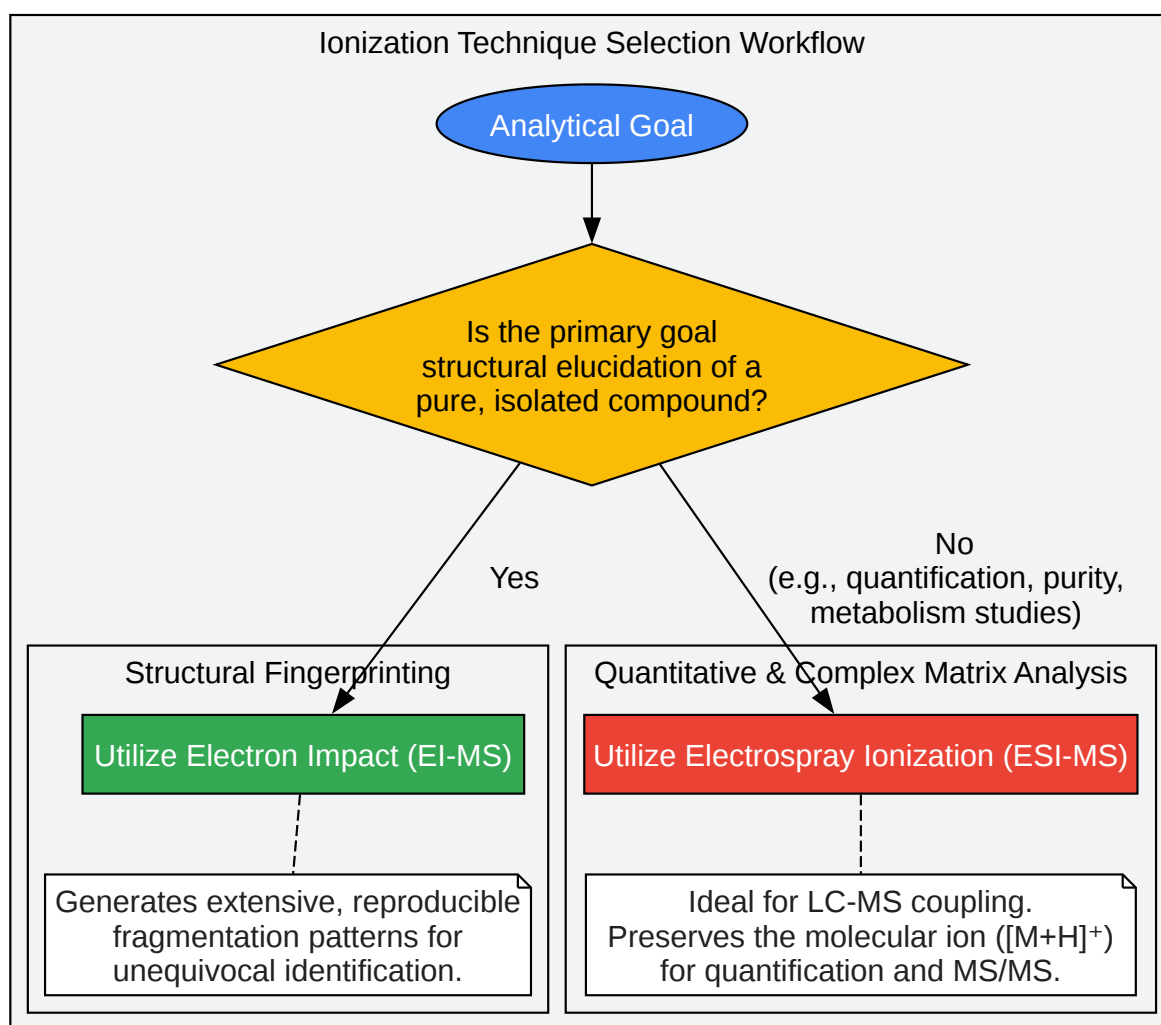 Ionization Technique Selection Workflow
Analytical Goal
Is the primary goal
structural elucidation of a
pure, isolated compound?
Yes
No
(e.g., quantification, purity,
metabolism studies)
Structural Fingerprinting
Utilize Electron Impact (EI-MS)
Generates extensive, reproducible
fragmentation patterns for
unequivocal identification.
Quantitative & Complex Matrix Analysis
Utilize Electrospray Ionization (ESI-MS)
Ideal for LC-MS coupling.
Preserves the molecular ion ([M+H]⁺)
for quantification and MS/MS.